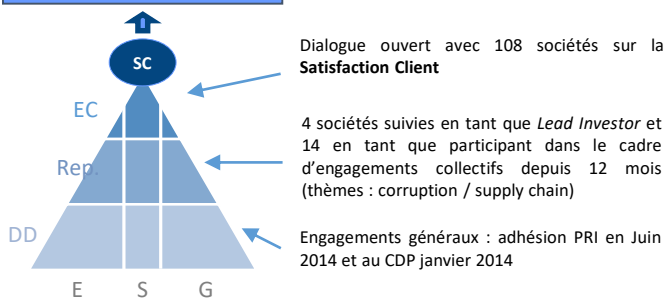 SC
Dialogue ouvert avec 108 sociétés sur la
Satisfaction Client
EC
4 sociétés suivies en tant que Lead Investor et
14 en tant que participant dans le cadre
d'engagements collectifs depuis 12 mois
(thèmes : corruption / supply chain)
Rep.
DD
Engagements généraux : adhésion PRI en Juin
2014 et au CDP janvier 2014
E S G